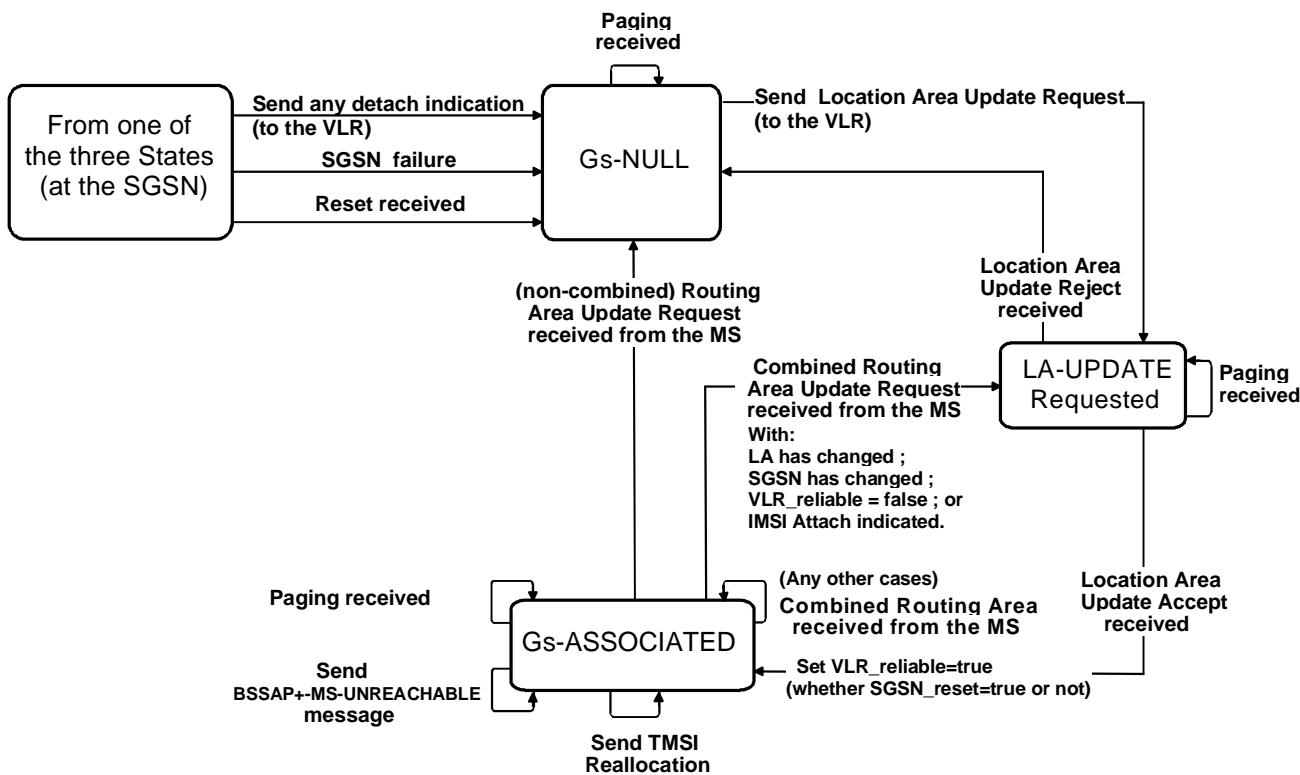 Paging
received
From one of
the three States
(at the SGSN)
Send any detach indication
(to the VLR)
SGSN failure
Reset received
Gs-NULL
Send Location Area Update Request
(to the VLR)
(non-combined) Routing
Area Update Request
received from the MS
Location Area
Update Reject
received
Combined Routing
Area Update Request
received from the MS
With:
LA has changed ;
SGSN has changed ;
VLR_reliable = false ; or
IMSI Attach indicated.
LA-UPDATE
Requested
Paging
received
Paging received
Gs-ASSOCIATED
(Any other cases)
Combined Routing Area
received from the MS
Location Area
Update Accept
received
Set VLR_reliable=true
(whether SGSN_reset=true or not)
Send
BSSAP+-MS-UNREACHABLE
message
Send TMSI
Reallocation